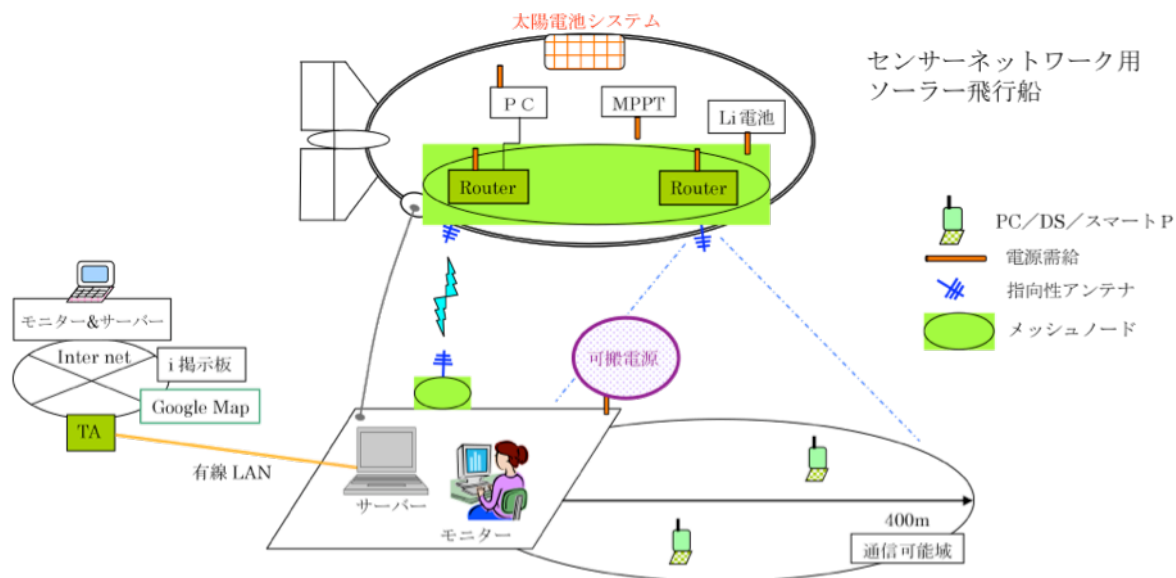 太陽電池システム
センサーネットワーク用
ソーラー飛行船
ＰＣ
MPPT
Li電池
Router
Router
PC／DS／スマートＰ
電源需給
指向性アンテナ
メッシュノード
モニター&サーバー
Inter net
i 掲示板
Google Map
TA
有線 LAN
可搬電源
サーバー
モニター
400m
通信可能域